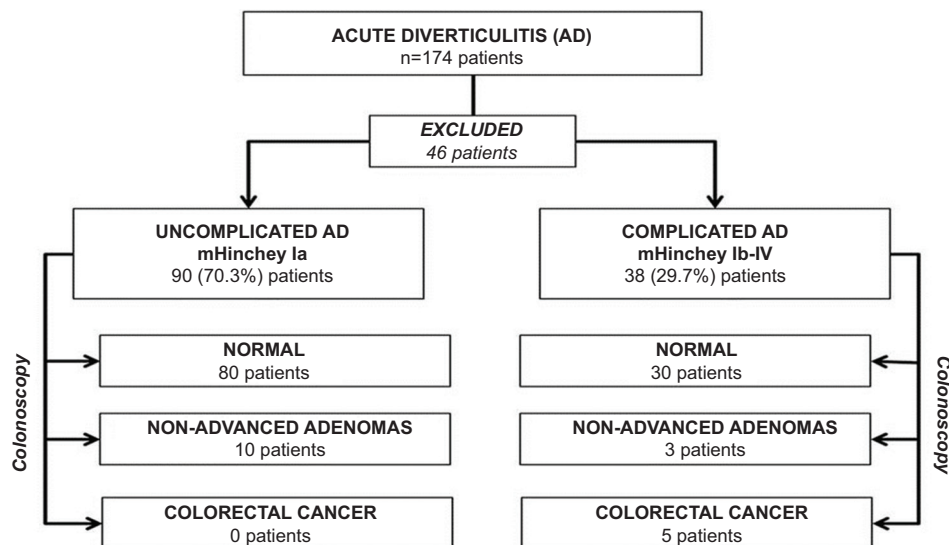 ACUTE DIVERTICULITIS (AD)
n=174 patients
EXCLUDED
46 patients
UNCOMPLICATED AD
mHinchey Ia
90 (70.3%) patients
COMPLICATED AD
mHinchey Ib-IV
38 (29.7%) patients
Colonoscopy
NORMAL
80 patients
NON-ADVANCED ADENOMAS
10 patients
COLORECTAL CANCER
0 patients
NORMAL
30 patients
NON-ADVANCED ADENOMAS
3 patients
COLORECTAL CANCER
5 patients
Colonoscopy